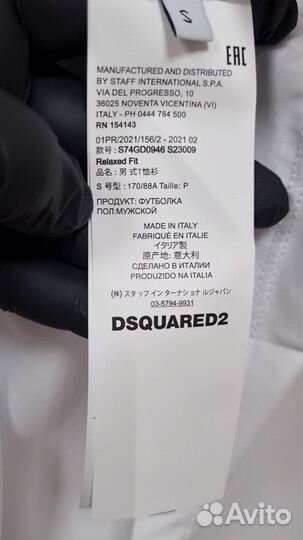 S
EAC
MANUFACTURED AND DISTRIBUTED
BY STAFF INTERNATIONAL S.P.A.
VIA DEL PROGRESSO, 10
36025 NOVENTA VICENTINA (VI)
ITALY - PH 0444 784 500
RN 154143
01PR/2021/156/2 - 2021 02
款号 : S74GD0946 S23009
Relaxed Fit
品名 : 男 式T恤衫
S 号型 : 170/88A Taille: P
ПРОДУКТ: ФУТБОЛКА
ПОЛ:МУЖСКОЙ
MADE IN ITALY
FABRIQUÉ EN ITALIE
イタリア製
原产地: 意大利
СДЕЛАНО В ИТАЛИИ
PRODUZIDO NA ITALIA
(株) スタッフ インターナショナルジャパン
03-5794-9931
DSQUARED2
Avito